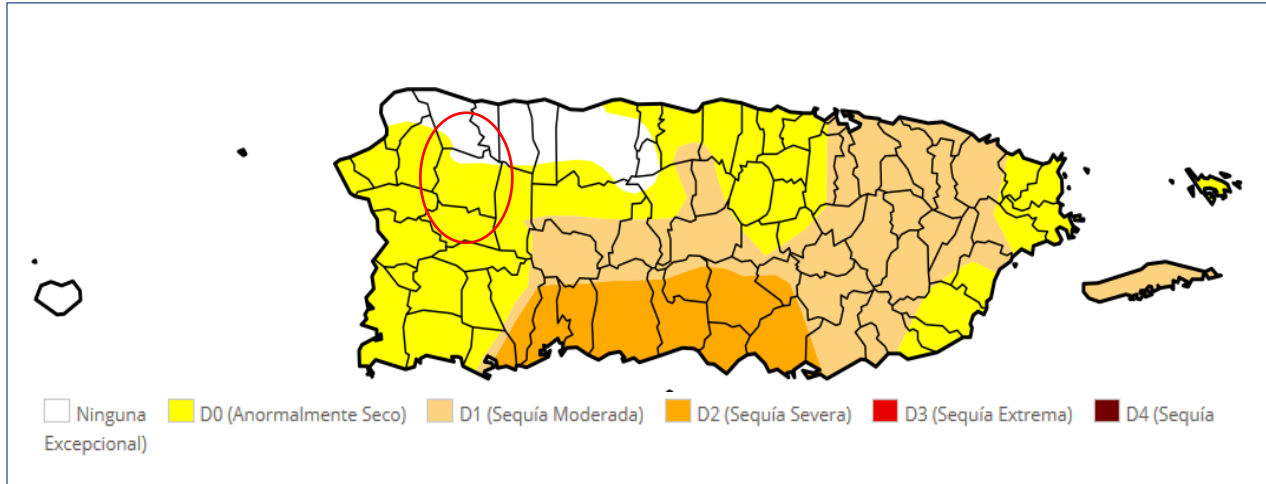 Ninguna D0 (Anormalmente Seco) D1 (Sequía Moderada) D2 (Sequía Severa) D3 (Sequía Extrema) D4 (Sequía
Excepcional)